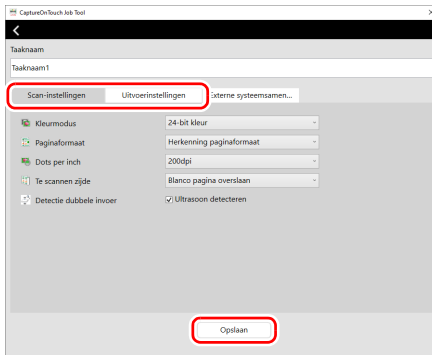 CaptureOnTouch Job Tool
Taaknaam
Taaknaam1
Scan-instellingen Uitvoerinstellingen Externe systeemsamen...
Kleurmodus 24-bit kleur
Paginaformaat Herkenning paginaformaat
Dots per inch 200dpi
Te scannen zijde Blanco pagina overslaan
Detectie dubbele invoer Ultrasoon detecteren
Opslaan